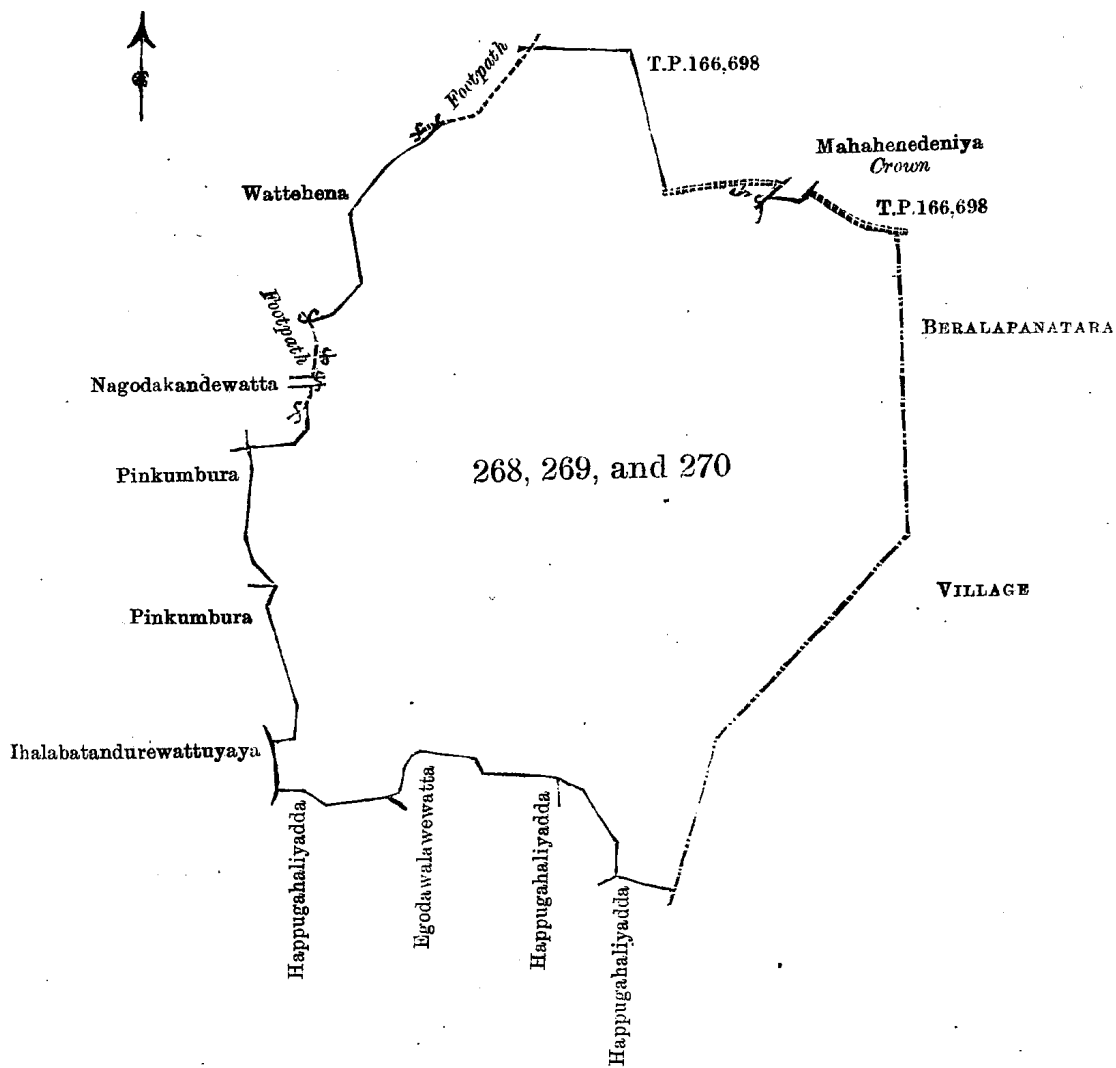 Footpath
T.P.166,698
Mahahenedeniya
Crown
T.P.166,698
Wattehena
Footpath
BERALAPANATARA
Nagodakandewatta
Pinkumbura
268, 269, and 270
VILLAGE
Pinkumbura
Ihalabatandurewattuyaya
Happugahaliyadda
Egodawalawewatta
Happugahaliyadda
Happugahaliyadda